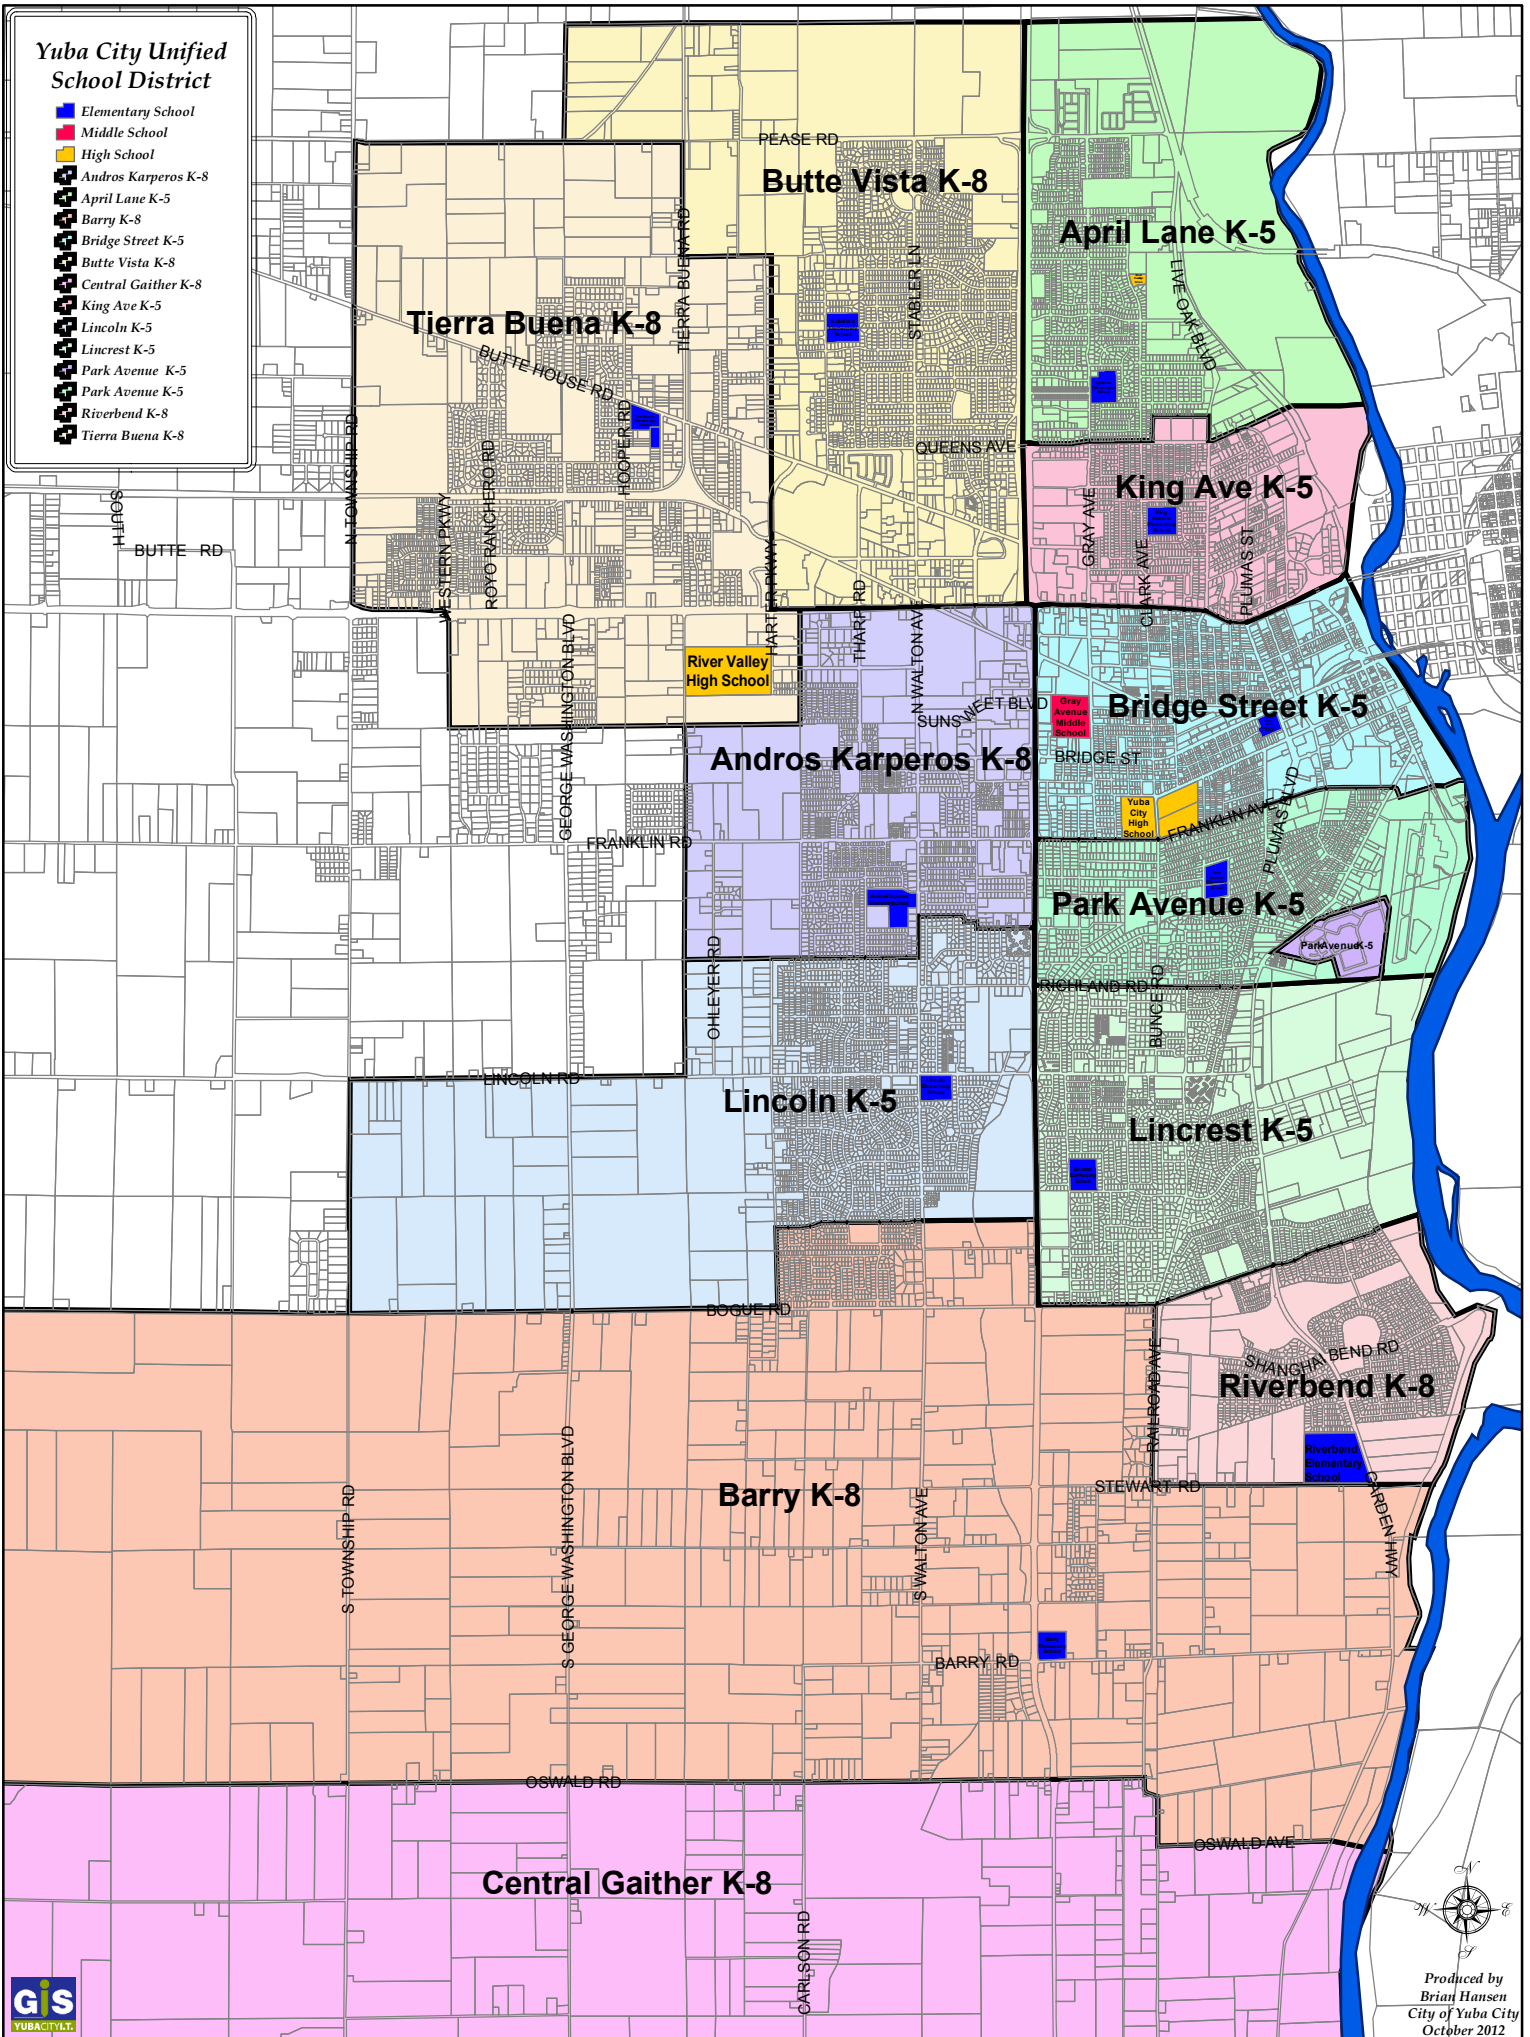 Yuba City Unified
School District
Elementary School
Middle School
High School
Andros Karperos K-8
April Lane K-5
Barry K-8
Bridge Street K-5
Butte Vista K-8
Central Gaither K-8
King Ave K-5
Lincoln K-5
Lincrest K-5
Park Avenue K-5
Park Avenue K-5
Riverbend K-8
Tierra Buena K-8
PEASE RD
Butte Vista K-8
April Lane K-5
TIERRA BUENA RD
STABLER LN
LIVE OAK BLVD
Tierra Buena K-8
BUTTE HOUSE RD
HOOPER RD
N TOWNSHIP RD
QUEENS AVE
ROYO RANCHERO RD
WESTERN PKWY
King Ave K-5
GRAY AVE
CLARK AVE
PLUMAS ST
SOUTH
BUTTE RD
HARTER PKWY
THARP RD
N WALTON AVE
GEORGE WASHINGTON BLVD
River Valley
High School
SUNSWEET BLVD
Gray
Avenue
Middle
School
Bridge Street K-5
BRIDGE ST
Andros Karperos K-8
Yuba
City
High
School
FRANKLIN AVE
PLUMAS BLVD
FRANKLIN RD
Park Avenue K-5
ParkAvenueK-5
OHLEYER RD
RICHLAND RD
BUNCE RD
LINCOLN RD
Lincoln K-5
Lincrest K-5
BOGUE RD
RAILROAD AVE
SHANGHAI BEND RD
Riverbend K-8
Riverbend
Elementary
School
GARDEN HWY
STEWART RD
Barry K-8
S TOWNSHIP RD
S GEORGE WASHINGTON BLVD
S WALTON AVE
BARRY RD
OSWALD RD
OSWALD AVE
Central Gaither K-8
CARLSON RD
N
W
E
S
GIS
YUBACITYI.T.
Produced by
Brian Hansen
City of Yuba City
October 2012